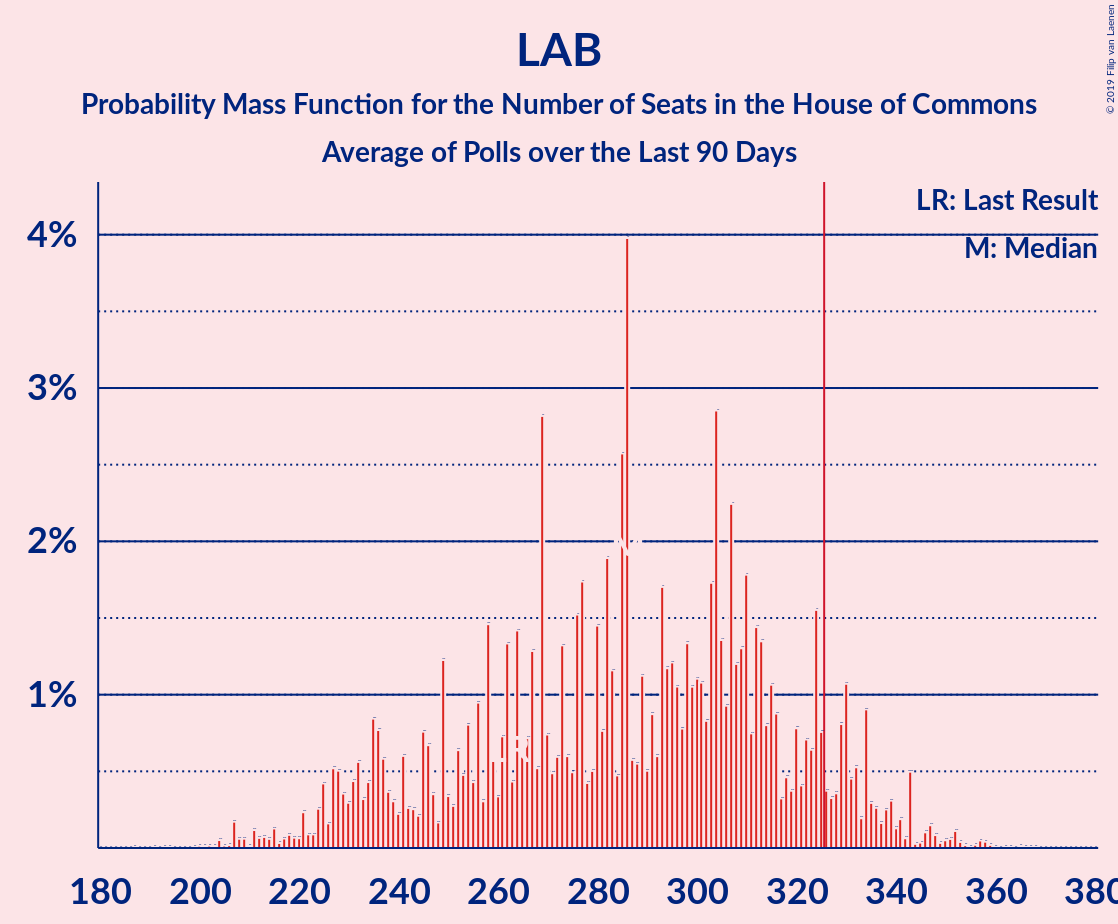 LAB
Probability Mass Function for the Number of Seats in the House of Commons
Average of Polls over the Last 90 Days
© 2019 Filip van Laenen
LR: Last Result
M: Median
4%
3%
2%
1%
M
LR
180 200 220 240 260 280 300 320 340 360 380